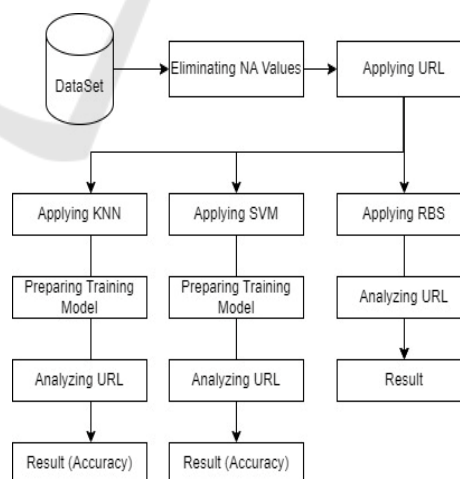 DataSet
Eliminating NA Values
Applying URL
Applying KNN
Applying SVM
Applying RBS
Preparing Training
Model
Preparing Training
Model
Analyzing URL
Analyzing URL
Analyzing URL
Result
Result (Accuracy)
Result (Accuracy)